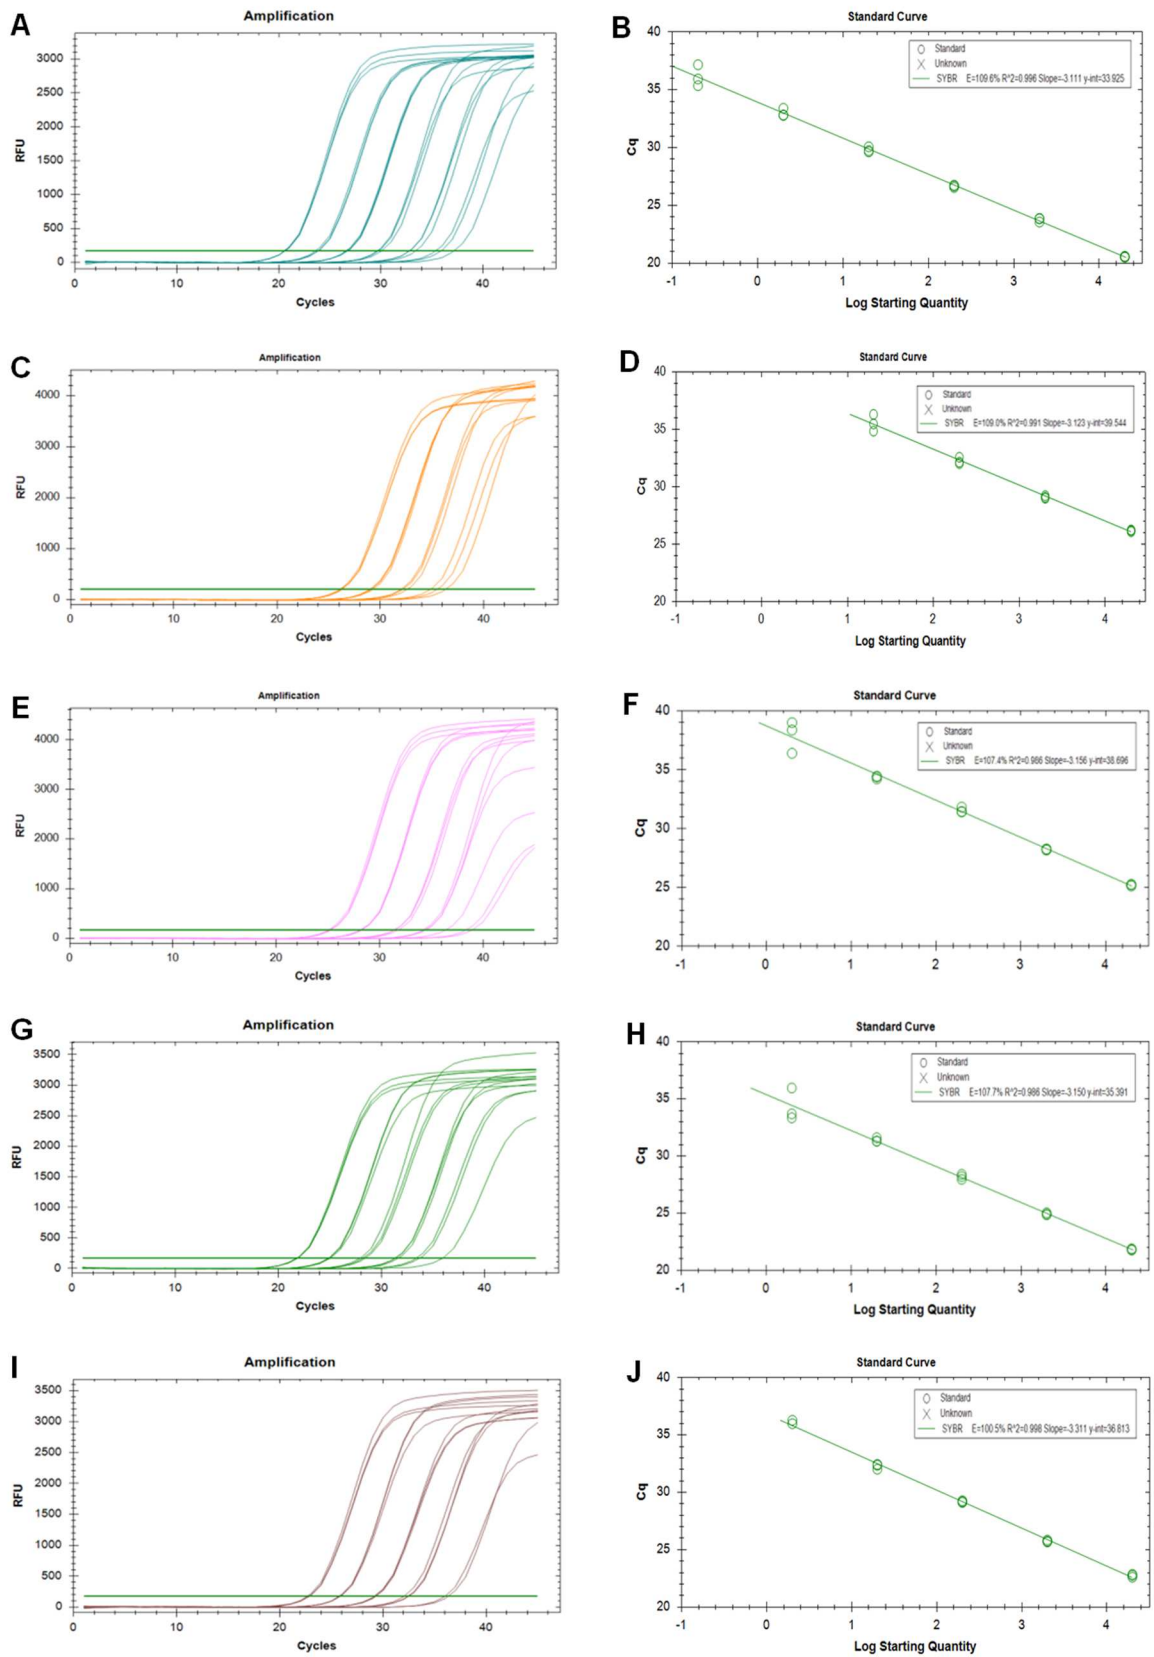 A
Amplification
RFU
3000
2500
2000
1500
1000
500
0
0 10 20 30 40
Cycles
B
Standard Curve
Cq
40
35
30
25
20
Standard
Unknown
SYBR E=109.6% R^2=0.996 Slope=-3.111 y-int=33.925
-1 0 1 2 3 4
Log Starting Quantity
C
Amplification
RFU
4000
3000
2000
1000
0
0 10 20 30 40
Cycles
D
Standard Curve
Cq
40
35
30
25
20
Standard
Unknown
SYBR E=109.0% R^2=0.991 Slope=-3.123 y-int=39.544
-1 0 1 2 3 4
Log Starting Quantity
E
Amplification
RFU
4000
3000
2000
1000
0
0 10 20 30 40
Cycles
F
Standard Curve
Cq
40
35
30
25
20
Standard
Unknown
SYBR E=107.4% R^2=0.986 Slope=-3.156 y-int=38.696
-1 0 1 2 3 4
G
Amplification
RFU
3500
3000
2500
2000
1500
1000
500
0
0 10 20 30 40
Cycles
H
Standard Curve
Cq
40
35
30
25
20
Standard
Unknown
SYBR E=107.7% R^2=0.986 Slope=-3.150 y-int=35.391
-1 0 1 2 3 4
Log Starting Quantity
I
Amplification
RFU
3500
3000
2500
2000
1500
1000
500
0
0 10 20 30 40
Cycles
J
Standard Curve
Cq
40
35
30
25
20
Standard
Unknown
SYBR E=100.5% R^2=0.998 Slope=-3.311 y-int=36.813
-1 0 1 2 3 4
Log Starting Quantity